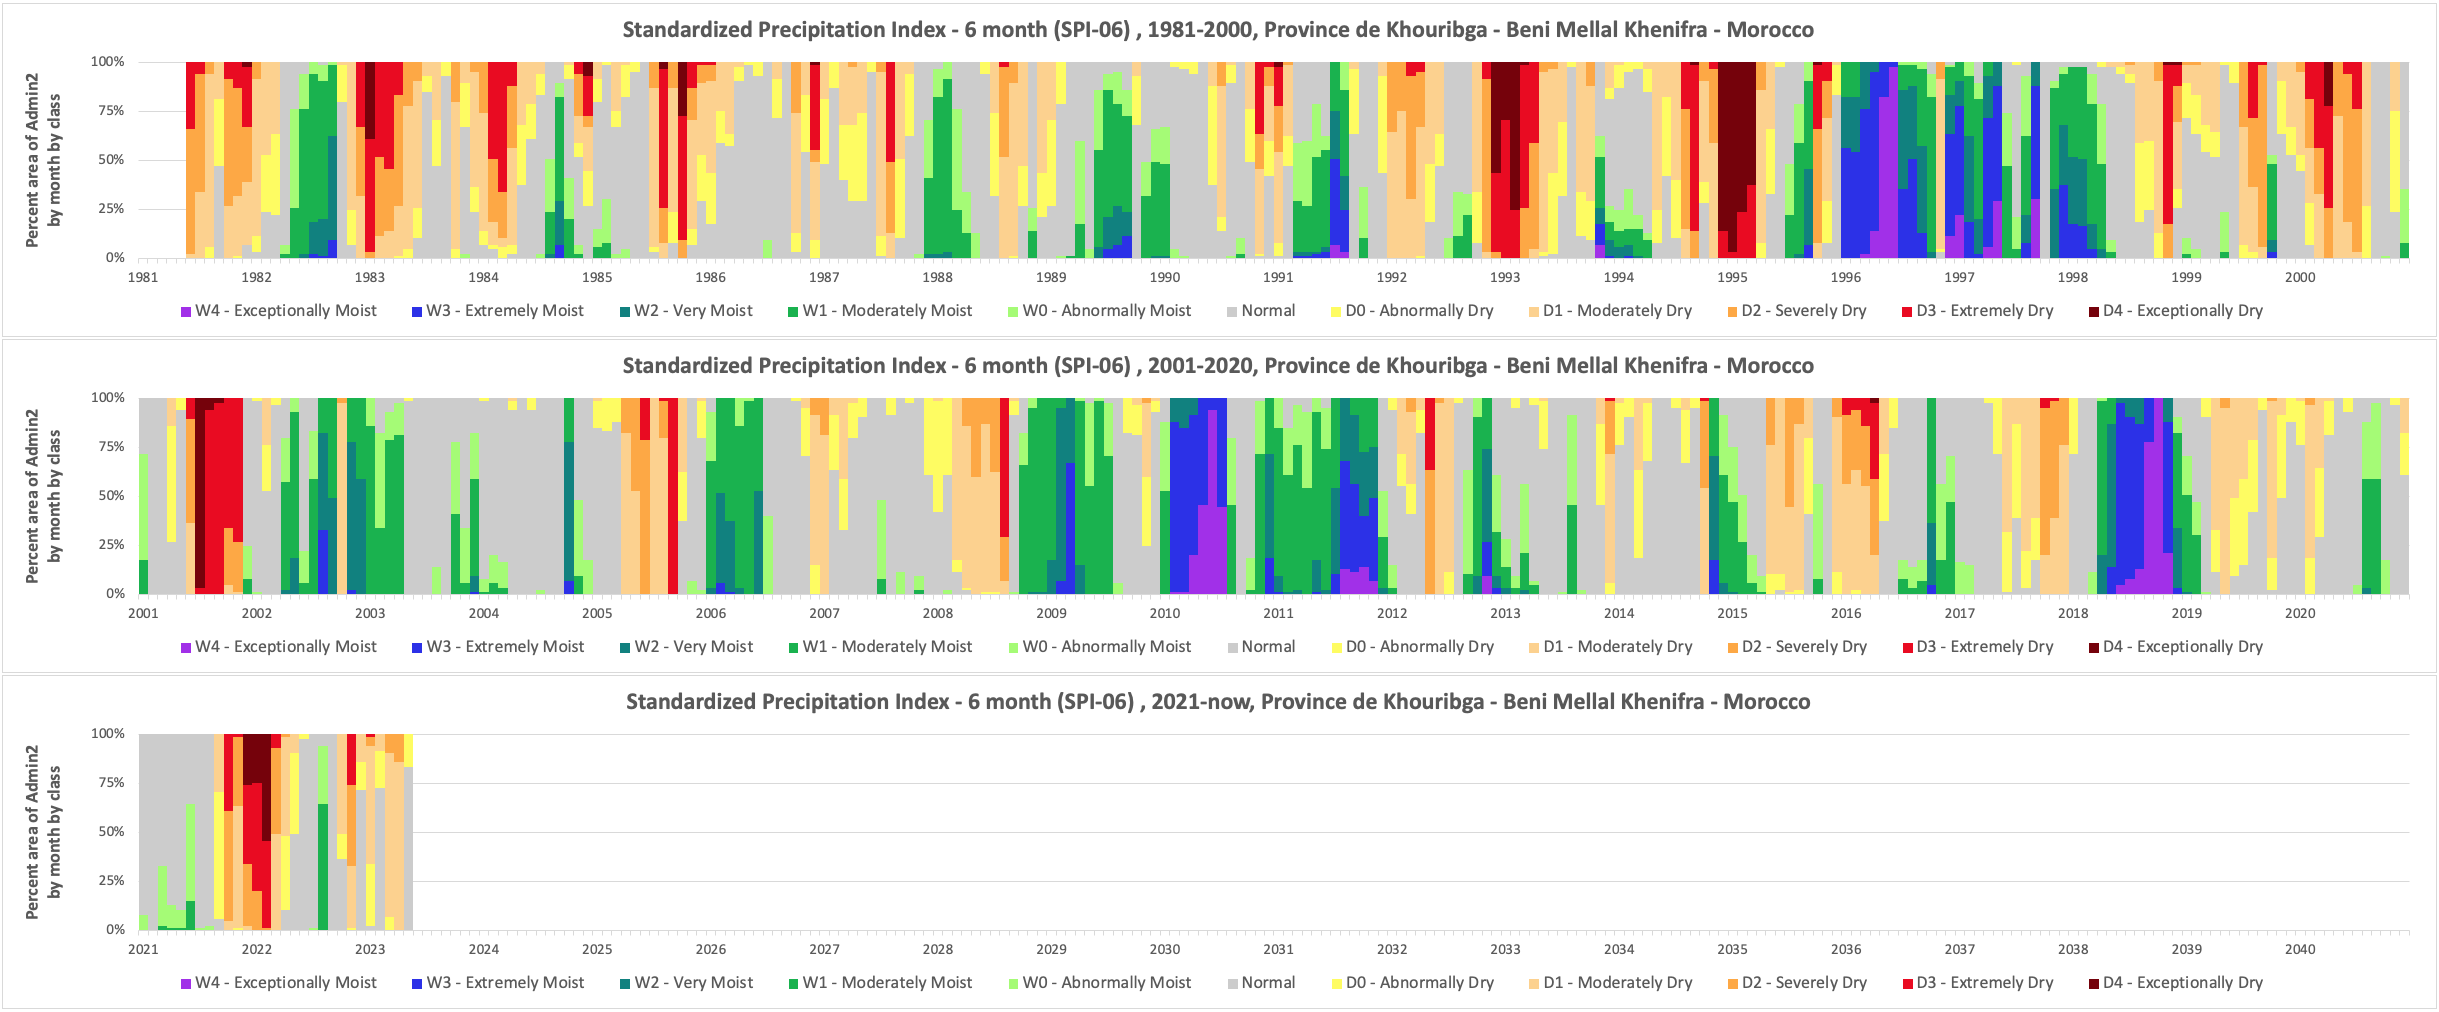 Standardized Precipitation Index - 6 month (SPI-06) , 1981-2000, Province de Khouribga - Beni Mellal Khenifra - Morocco
Percent area of Admin2
by month by class
100%
75%
50%
25%
0%
1981 1982 1983 1984 1985 1986 1987 1988 1989 1990 1991 1992 1993 1994 1995 1996 1997 1998 1999 2000
W4 - Exceptionally Moist W3 - Extremely Moist W2 - Very Moist W1 - Moderately Moist W0 - Abnormally Moist Normal D0 - Abnormally Dry D1 - Moderately Dry D2 - Severely Dry D3 - Extremely Dry D4 - Exceptionally Dry
Standardized Precipitation Index - 6 month (SPI-06) , 2001-2020, Province de Khouribga - Beni Mellal Khenifra - Morocco
Percent area of Admin2
by month by class
100%
75%
50%
25%
0%
2001 2002 2003 2004 2005 2006 2007 2008 2009 2010 2011 2012 2013 2014 2015 2016 2017 2018 2019 2020
W4 - Exceptionally Moist W3 - Extremely Moist W2 - Very Moist W1 - Moderately Moist W0 - Abnormally Moist Normal D0 - Abnormally Dry D1 - Moderately Dry D2 - Severely Dry D3 - Extremely Dry D4 - Exceptionally Dry
Standardized Precipitation Index - 6 month (SPI-06) , 2021-now, Province de Khouribga - Beni Mellal Khenifra - Morocco
Percent area of Admin2
by month by class
100%
75%
50%
25%
0%
2021 2022 2023 2024 2025 2026 2027 2028 2029 2030 2031 2032 2033 2034 2035 2036 2037 2038 2039 2040
W4 - Exceptionally Moist W3 - Extremely Moist W2 - Very Moist W1 - Moderately Moist W0 - Abnormally Moist Normal D0 - Abnormally Dry D1 - Moderately Dry D2 - Severely Dry D3 - Extremely Dry D4 - Exceptionally Dry